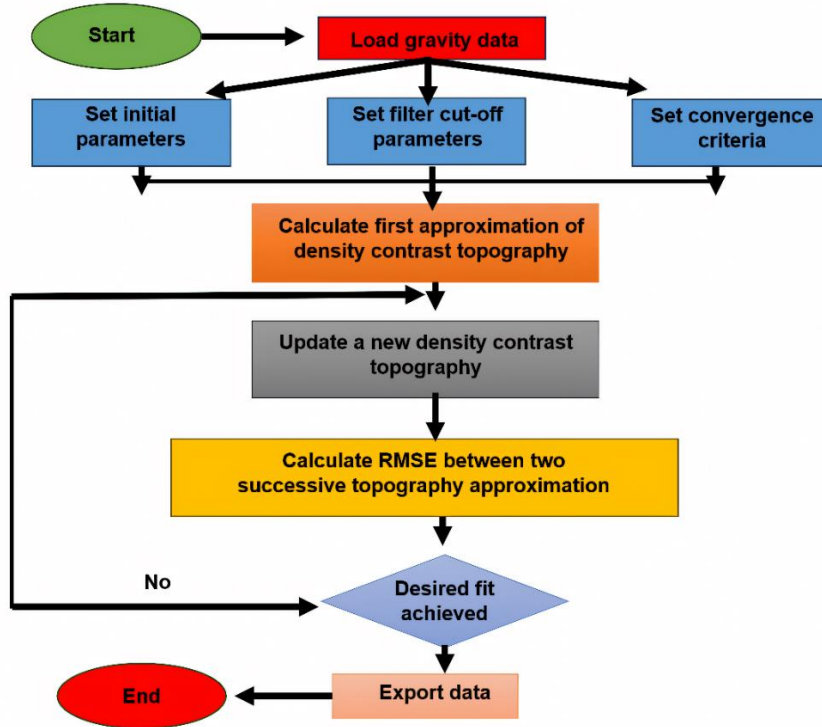 Start
Load gravity data
Set initial
parameters
Set filter cut-off
parameters
Set convergence
criteria
Calculate first approximation of
density contrast topography
Update a new density contrast
topography
Calculate RMSE between two
successive topography approximation
No
Desired fit
achieved
End
Export data